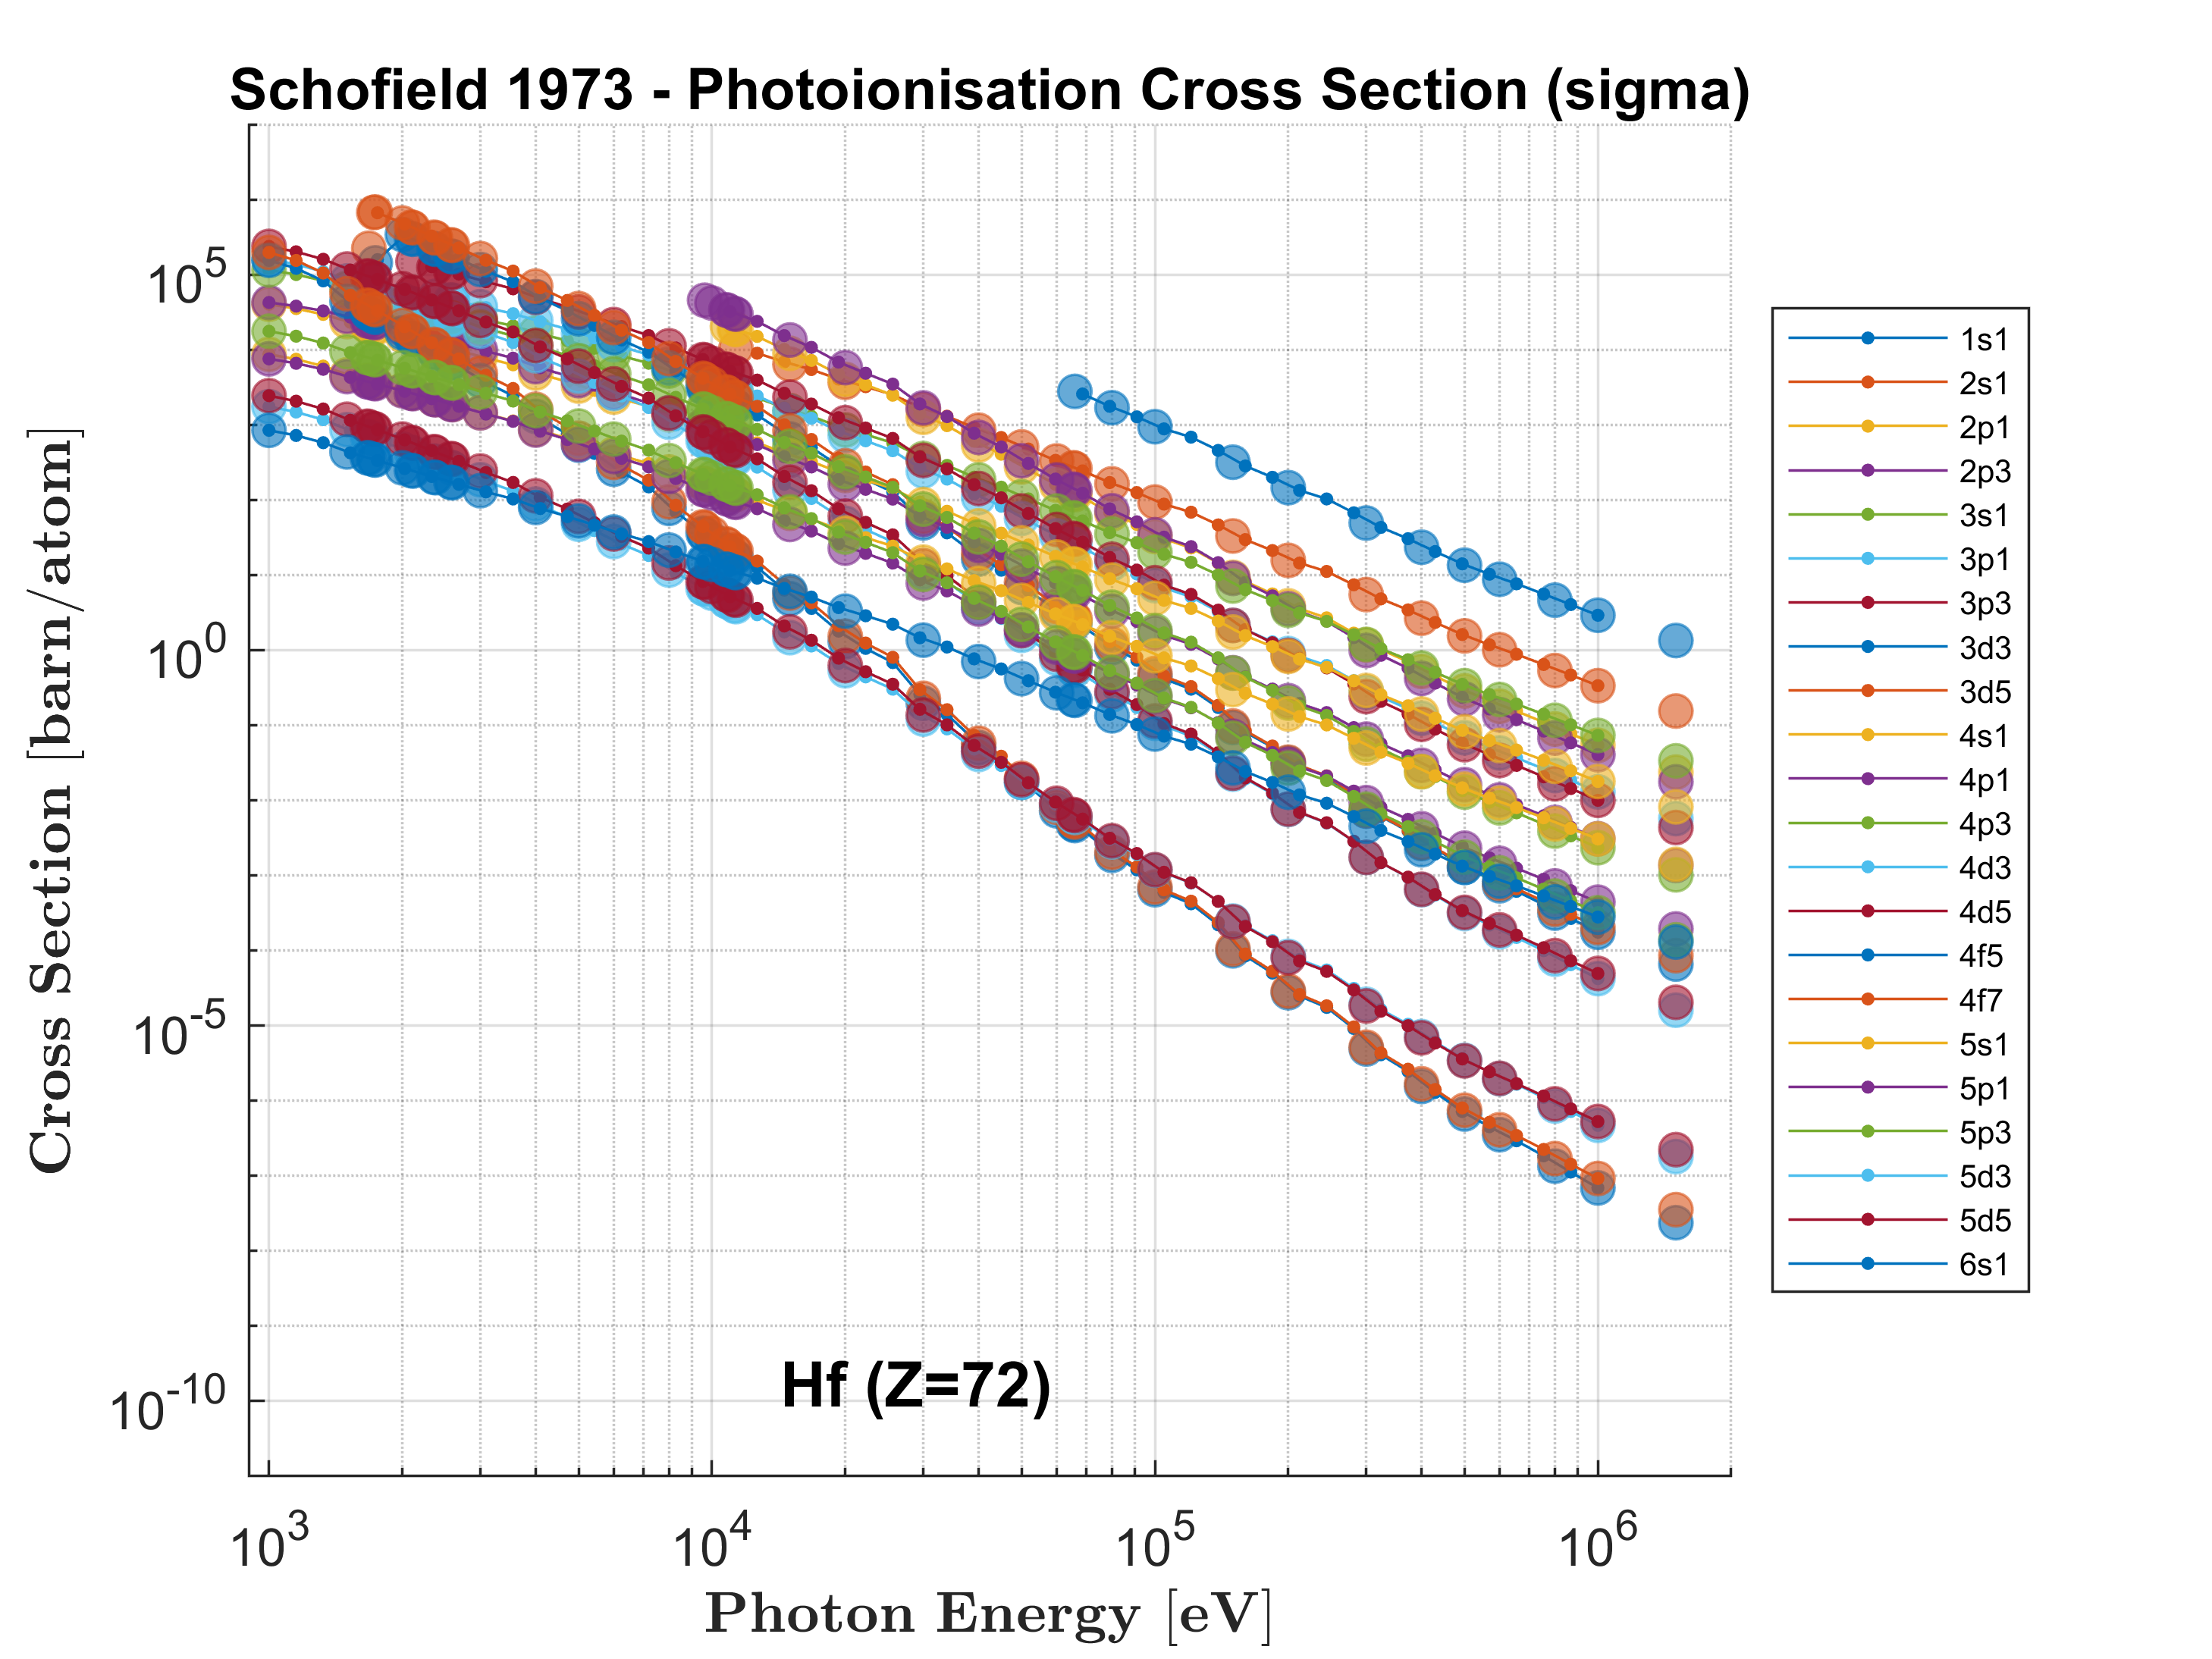 Schofield 1973 - Photoionisation Cross Section (sigma)
Cross Section [barn/atom]
10^5
10^0
10^-5
10^-10
Hf (Z=72)
10^3 10^4 10^5 10^6
Photon Energy [eV]
1s1
2s1
2p1
2p3
3s1
3p1
3p3
3d3
3d5
4s1
4p1
4p3
4d3
4d5
4f5
4f7
5s1
5p1
5p3
5d3
5d5
6s1